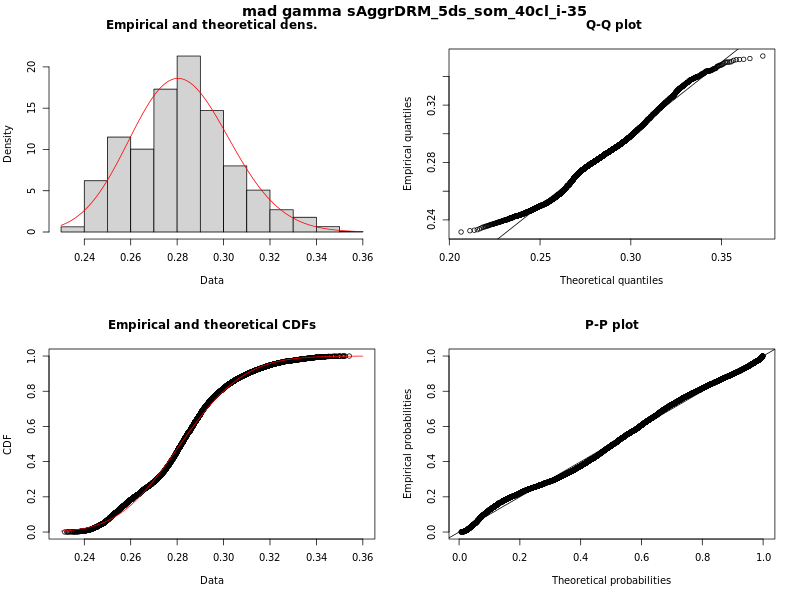 mad gamma sAggrDRM_5ds_som_40cl_i-35
Empirical and theoretical dens.
Density
0 5 10 15 20
0.24 0.26 0.28 0.30 0.32 0.34 0.36
Data
Q-Q plot
Empirical quantiles
0.24 0.28 0.32
0.20 0.25 0.30 0.35
Theoretical quantiles
Empirical and theoretical CDFs
CDF
0.0 0.2 0.4 0.6 0.8 1.0
0.24 0.26 0.28 0.30 0.32 0.34 0.36
Data
P-P plot
Empirical probabilities
0.0 0.2 0.4 0.6 0.8 1.0
0.0 0.2 0.4 0.6 0.8 1.0
Theoretical probabilities